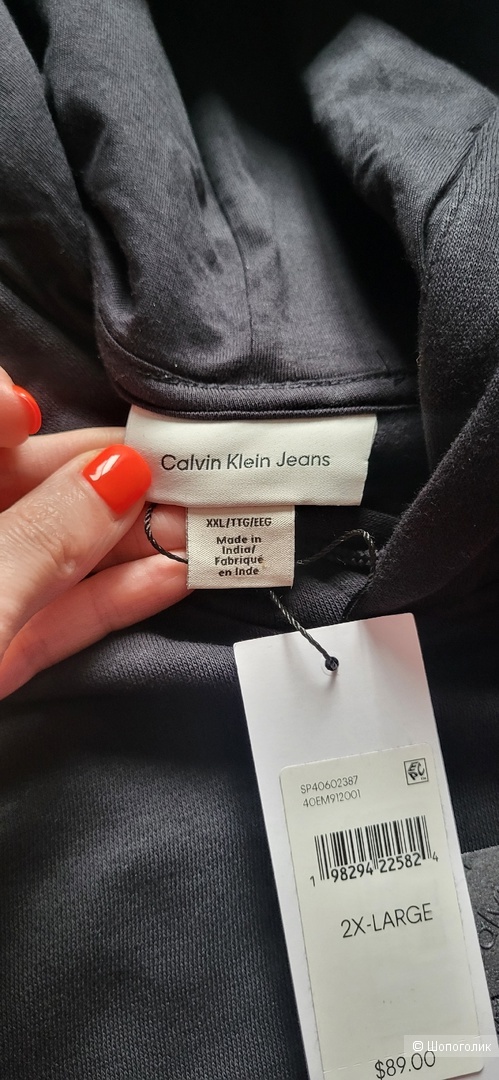 Calvin Klein Jeans
XXL/TTG/EEG
Made in
India/
Fabriqué
en Inde
SP40602387
40EM912001
1 98294 22582 4
2X-LARGE
$89.00
© Шопоголик